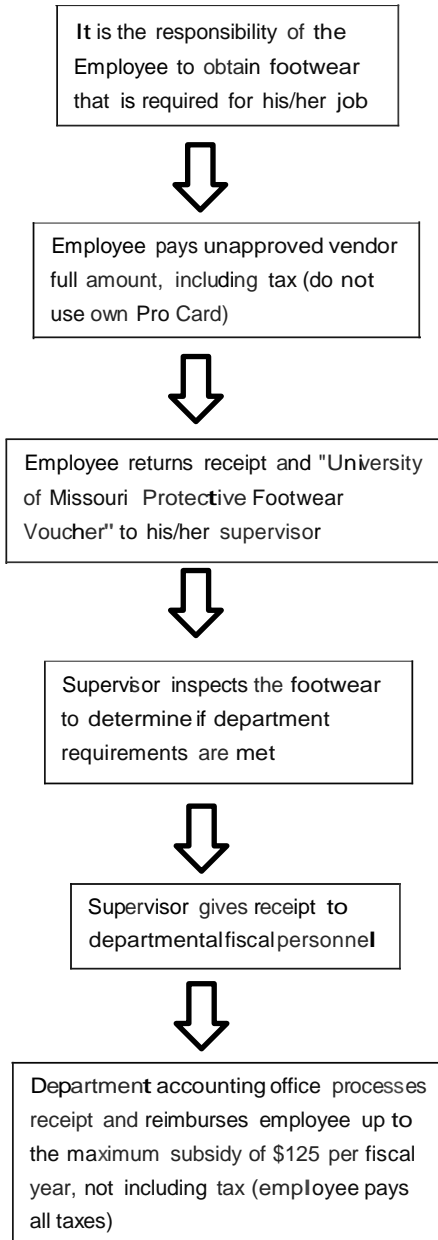 It is the responsibility of the
Employee to obtain footwear
that is required for his/her job
Employee pays unapproved vendor
full amount, including tax (do not
use own Pro Card)
Employee returns receipt and "University
of Missouri Protective Footwear
Voucher" to his/her supervisor
Supervisor inspects the footwear
to determine if department
requirements are met
Supervisor gives receipt to
departmental fiscal personnel
Department accounting office processes
receipt and reimburses employee up to
the maximum subsidy of $125 per fiscal
year, not including tax (employee pays
all taxes)